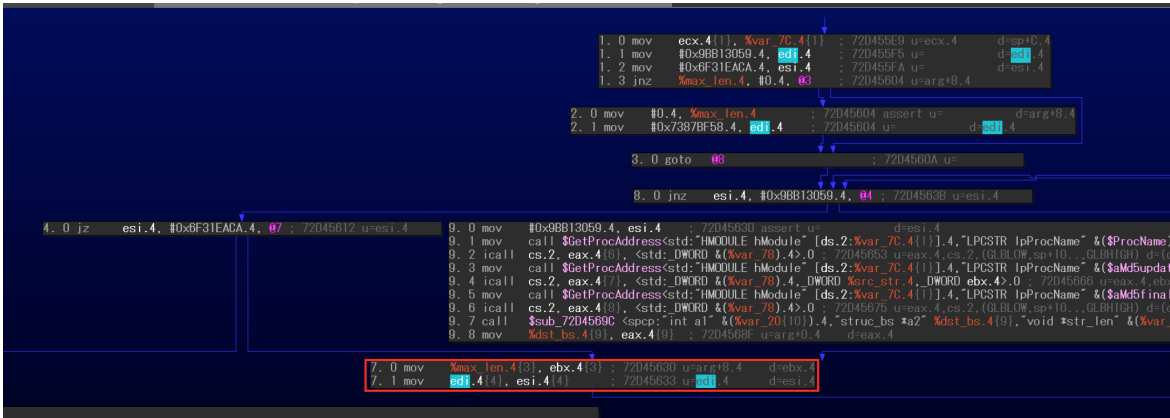 1. 0 mov ecx.4{1}, %var_7C.4{1} ; 72D455E9 u=ecx.4 d=sp+C.4
1. 1 mov #0x9BB13059.4, edi.4 ; 72D455F5 u= d=edi.4
1. 2 mov #0x6F31EACA.4, esi.4 ; 72D455FA u= d=esi.4
1. 3 jnz %max_len.4, #0.4, @3 ; 72D45604 u=arg+8.4
2. 0 mov #0.4, %max_len.4 ; 72D45604 assert u= d=arg+8.4
2. 1 mov #0x7387BF58.4, edi.4 ; 72D45604 u= d=edi.4
3. 0 goto @8 ; 72D4560A u=
8. 0 jnz esi.4, #0x9BB13059.4, @4 ; 72D4563B u=esi.4
4. 0 jz esi.4, #0x6F31EACA.4, @7 ; 72D45612 u=esi.4
9. 0 mov #0x9BB13059.4, esi.4 ; 72D4563D assert u= d=esi.4
9. 1 mov call $GetProcAddress<std:"HMODULE hModule" [ds.2:%var_7C.4{1}].4,"LPCSTR lpProcName" &($ProcName)
9. 2 icall cs.2, eax.4{6}, <std:_DWORD &(%var_78).4>.0 ; 72D45653 u=eax.4,cs.2,(GLBLOW,sp+10..,GLBHIGH) d=(
9. 3 mov call $GetProcAddress<std:"HMODULE hModule" [ds.2:%var_7C.4{1}].4,"LPCSTR lpProcName" &($aMd5updat
9. 4 icall cs.2, eax.4{7}, <std:_DWORD &(%var_78).4,_DWORD %src_str.4,_DWORD ebx.4>.0 ; 72D45666 u=eax.4,eb
9. 5 mov call $GetProcAddress<std:"HMODULE hModule" [ds.2:%var_7C.4{1}].4,"LPCSTR lpProcName" &($aMd5final
9. 6 icall cs.2, eax.4{8}, <std:_DWORD &(%var_78).4>.0 ; 72D45675 u=eax.4,cs.2,(GLBLOW,sp+10..,GLBHIGH) d=(
9. 7 call $sub_72D4569C <spcp:"int a1" &(%var_20{10}).4,"struc_bs *a2" %dst_bs.4{9},"void *str_len" &(%var_
9. 8 mov %dst_bs.4{9}, eax.4{9} ; 72D4568F u=arg+0.4 d=eax.4
7. 0 mov %max_len.4{3}, ebx.4{3} ; 72D45630 u=arg+8.4 d=ebx.4
7. 1 mov edi.4{4}, esi.4{4} ; 72D45633 u=edi.4 d=esi.4